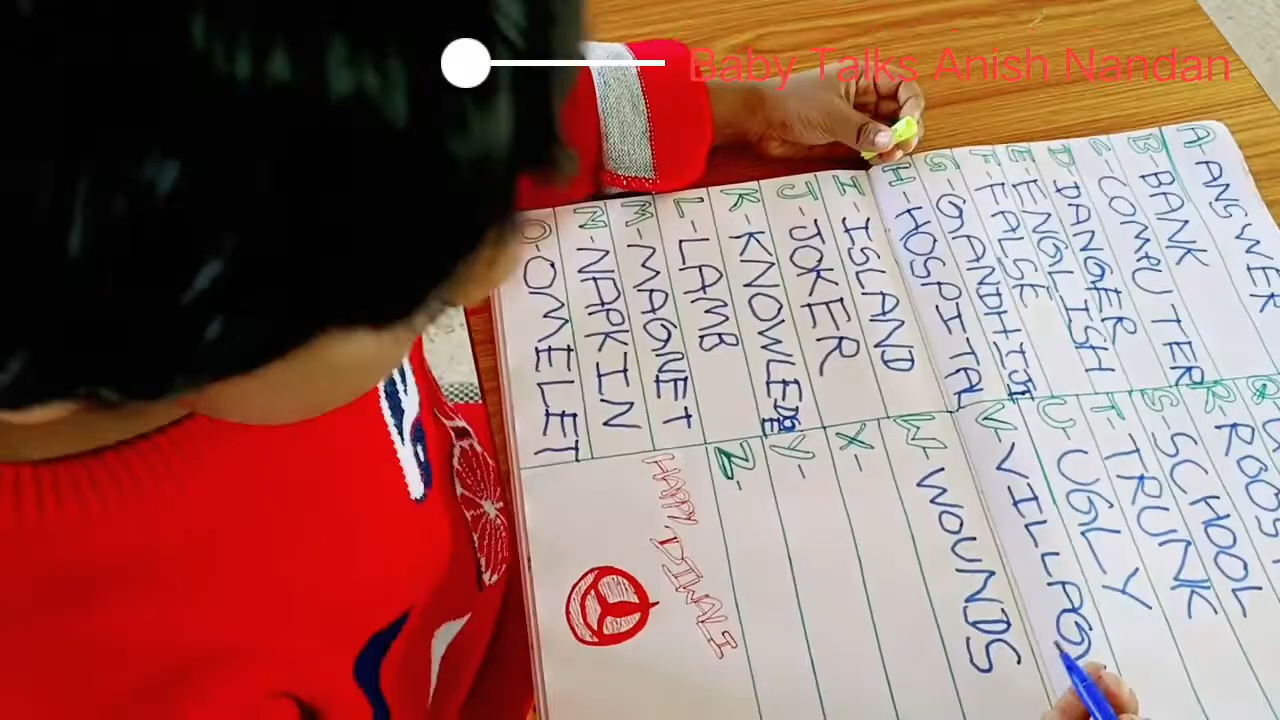 Baby Talks Anish Nandan
A ANSWER
B-BANK
C-COMPUTER
D-DANGER
E-ENGLISH
F-FALSE
G-GANDHIJI
H-HOSPITAL
I ISLAND
J-JOKER
K-KNOWLEDGE
L-LAMB
M-MAGNET
N-NAPKIN
O-OMELET
Q
R-
S-SCHOOL
T-TRUNK
U-UGLY
V-VILLAG
W-WOUNDS
X-
Y-
Z-
HAPPY DIWALI